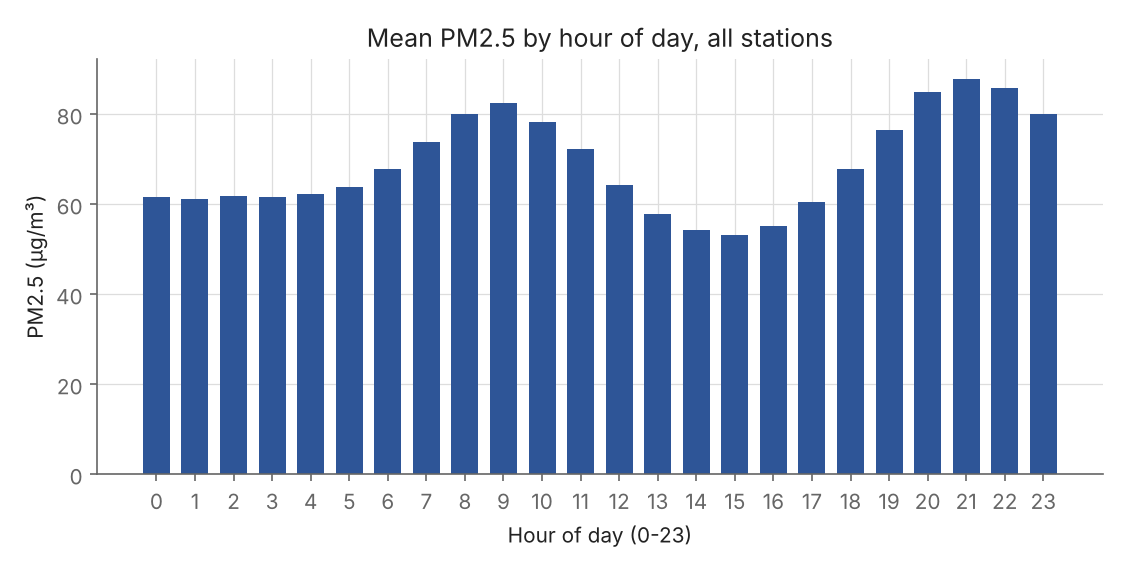 Mean PM2.5 by hour of day, all stations
PM2.5 (µg/m³)
80
60
40
20
0
0 1 2 3 4 5 6 7 8 9 10 11 12 13 14 15 16 17 18 19 20 21 22 23
Hour of day (0-23)